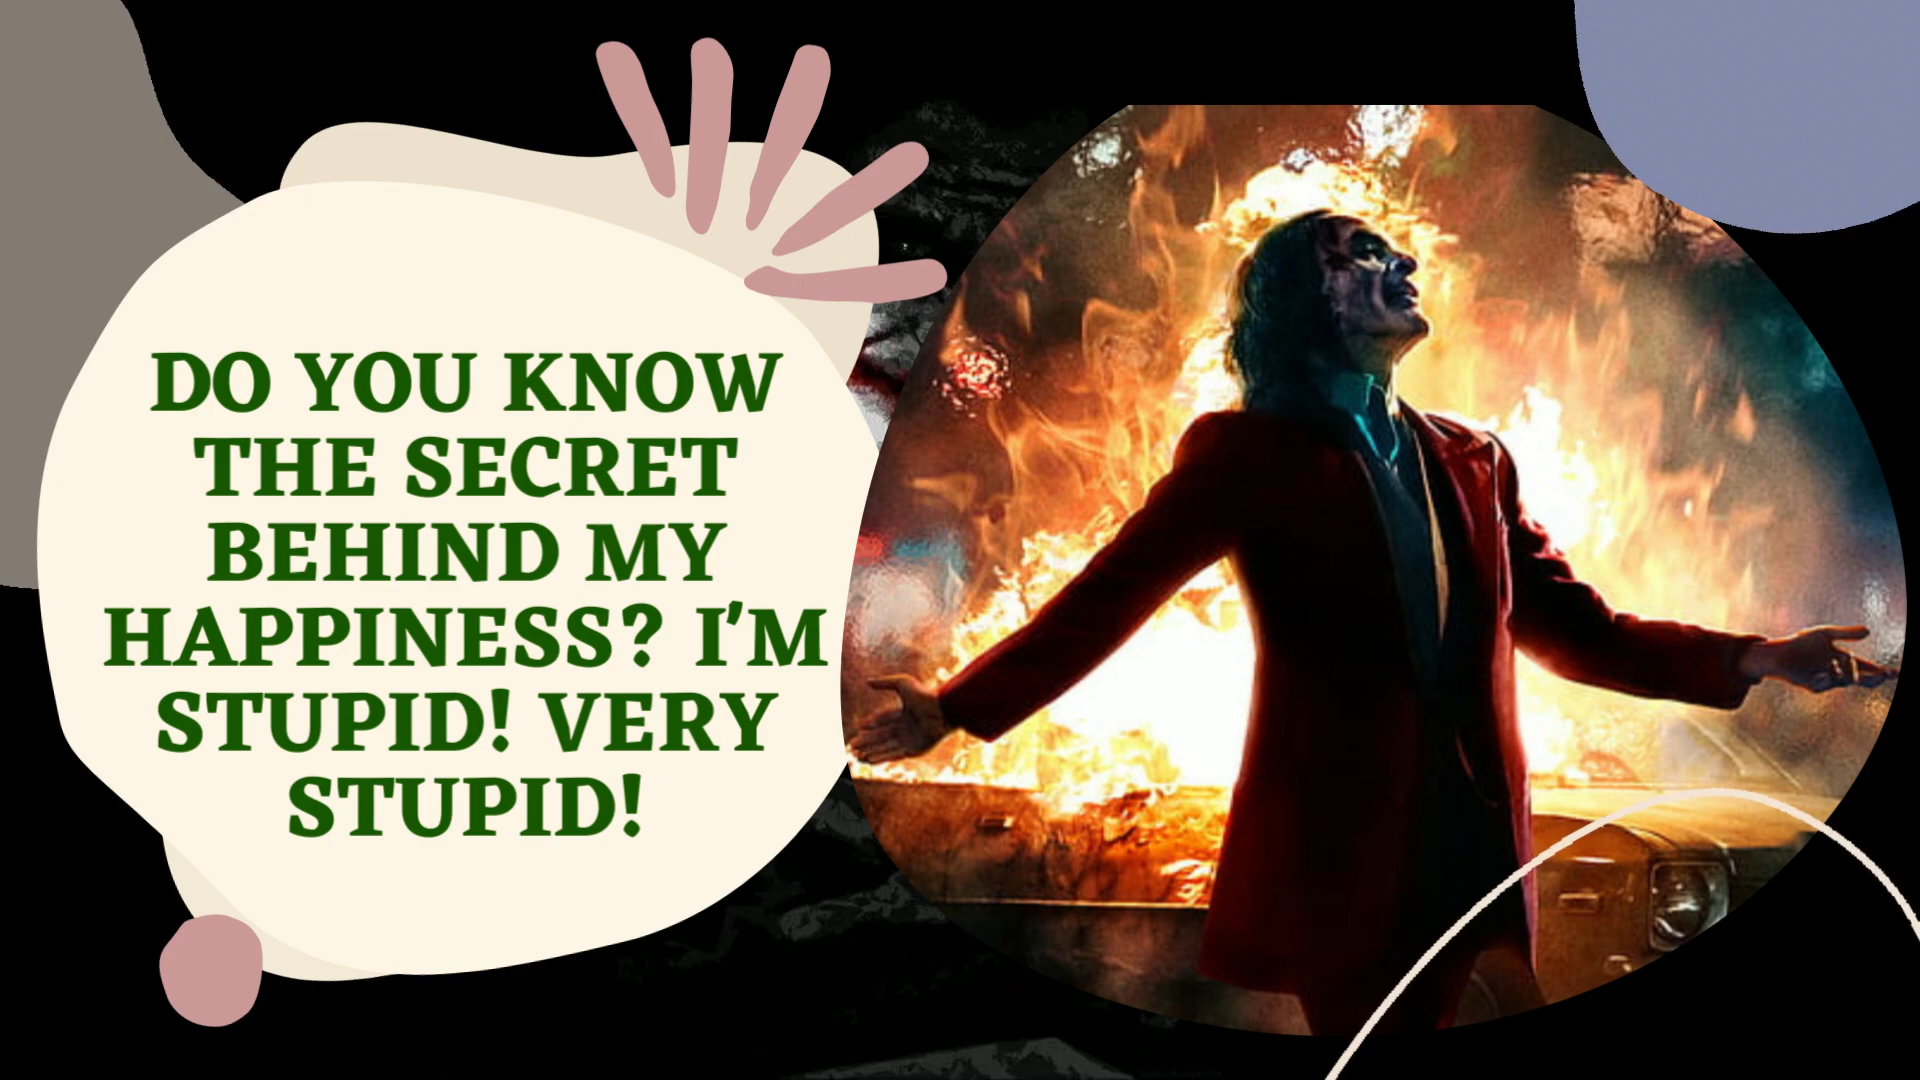 DO YOU KNOW
THE SECRET
BEHIND MY
HAPPINESS? I'M
STUPID! VERY
STUPID!